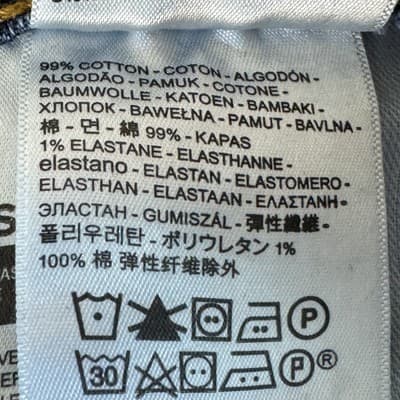 99% COTTON - COTON - ALGODÓN -
ALGODÃO - PAMUK - COTONE -
BAUMWOLLE - KATOEN - BAMBAKI -
ХЛОПОК - BAWEŁNA - PAMUT - BAVLNA -
棉 - 면 - 綿 99% - KAPAS
1% ELASTANE - ELASTHANNE -
elastano - ELASTAN - ELASTOMERO -
ELASTHAN - ELASTAAN - ΕΛΑΣΤΑΝΗ -
ЭЛАСТАН - GUMISZÁL - 弹性纖维 -
폴리우레탄 - ポリウレタン 1%
100% 棉 弹性纤维除外
P
30 P®